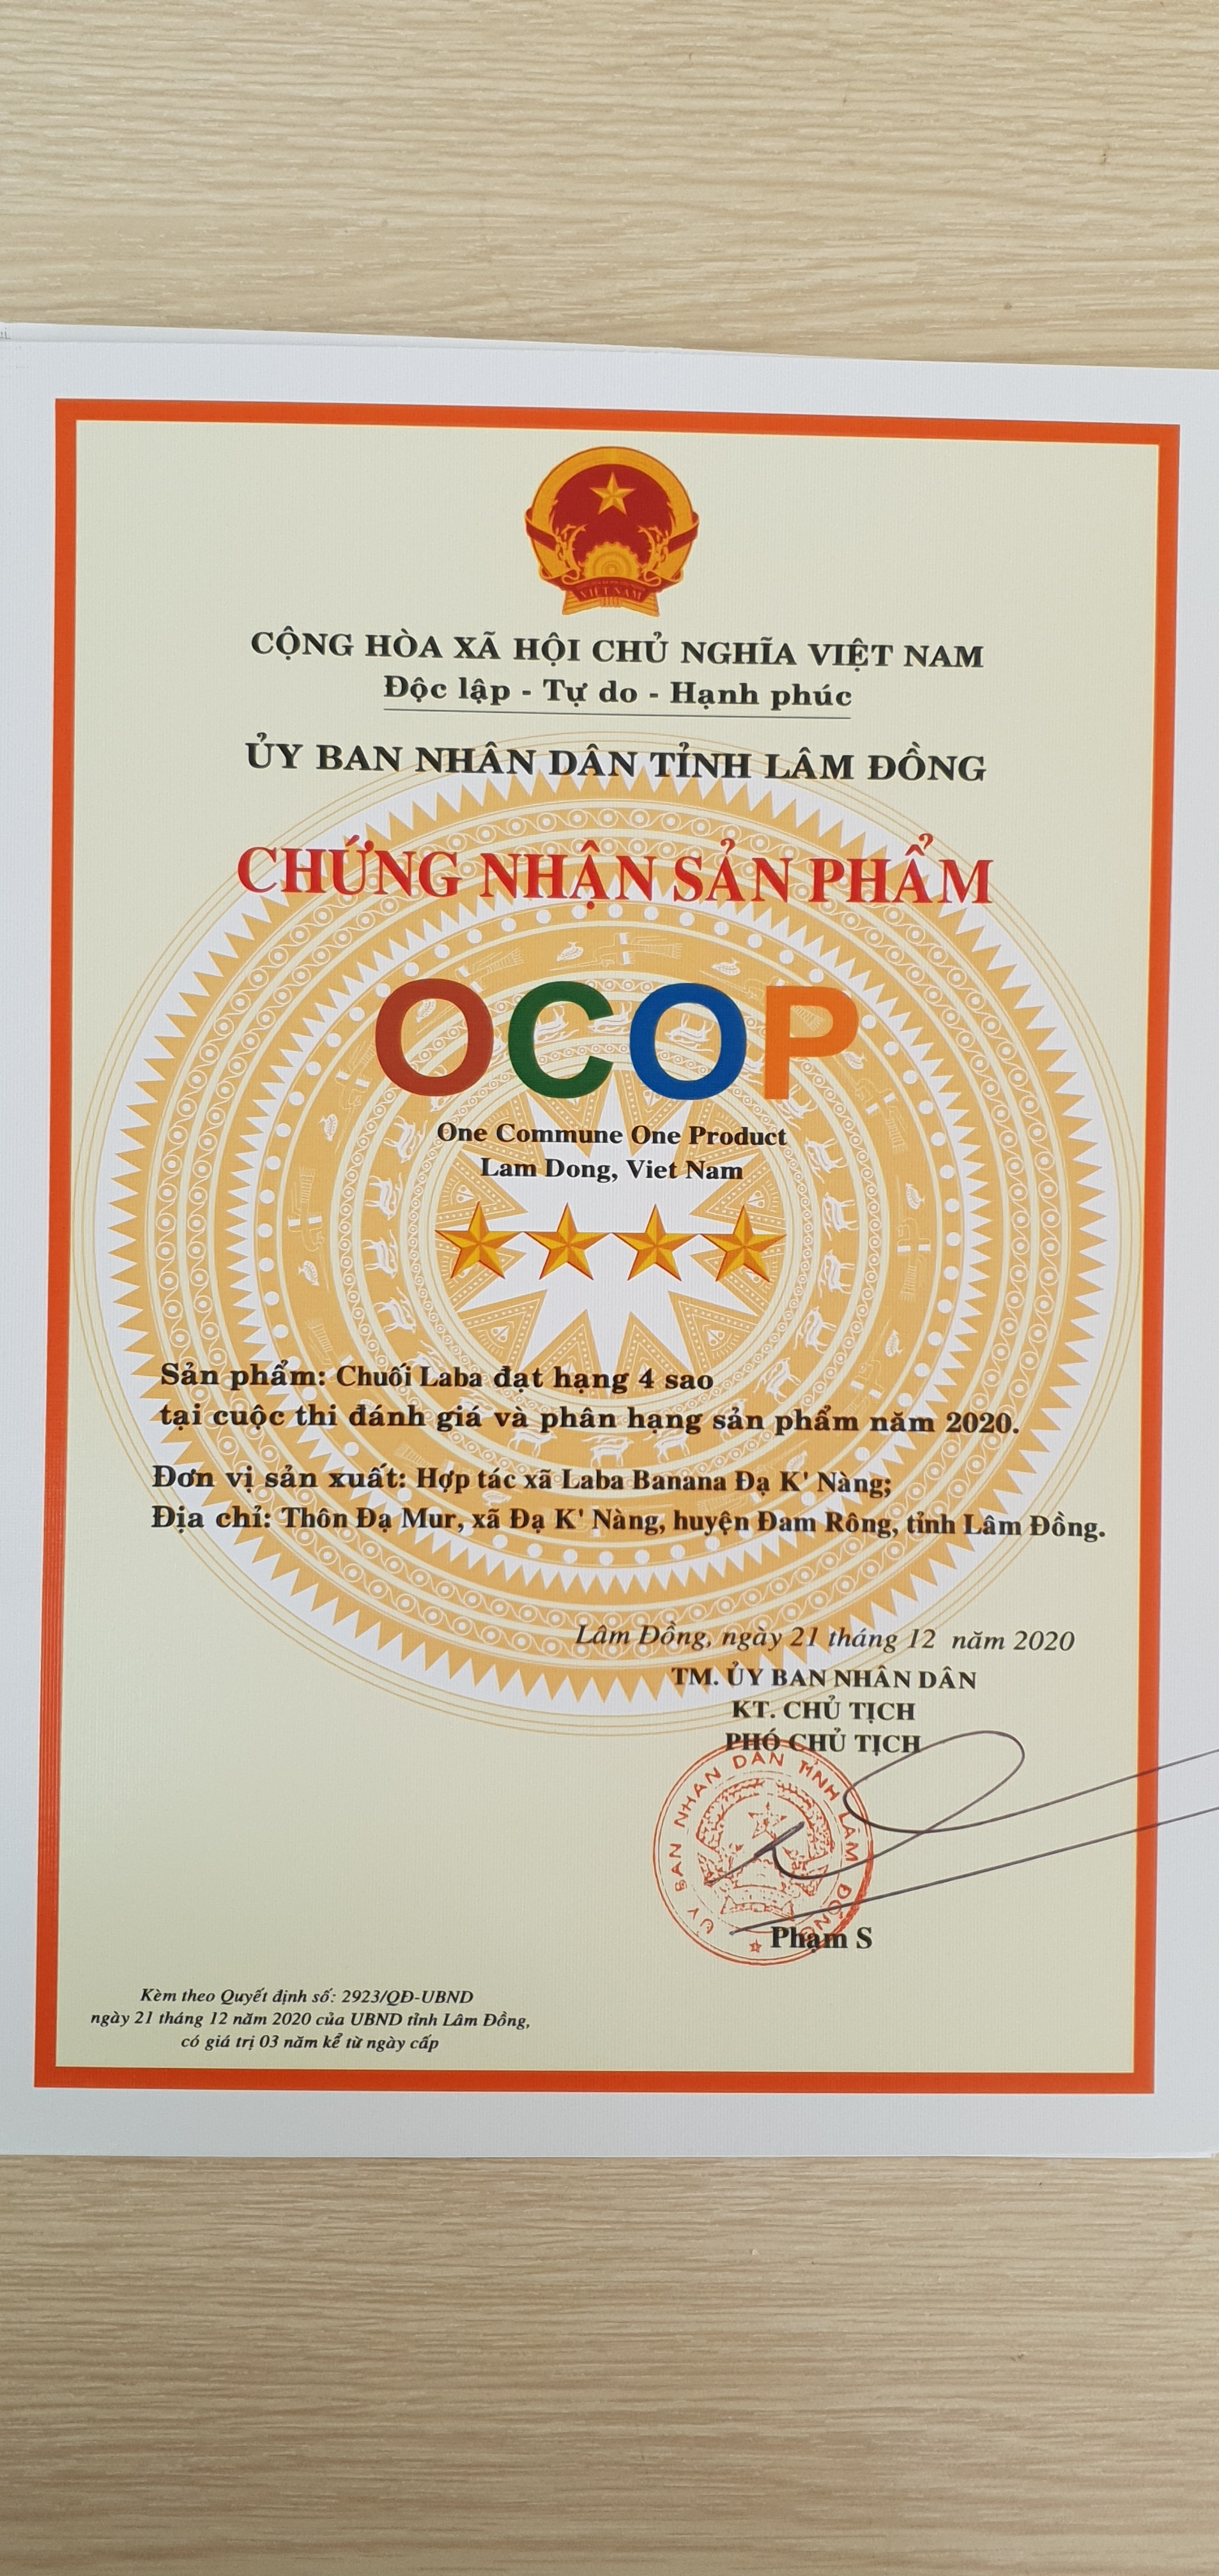 VIỆT NAM
CỘNG HÒA XÃ HỘI CHỦ NGHĨA VIỆT NAM
Độc lập - Tự do - Hạnh phúc
ỦY BAN NHÂN DÂN TỈNH LÂM ĐỒNG
CHỨNG NHẬN SẢN PHẨM
OCOP
One Commune One Product
Lam Dong, Viet Nam
Sản phẩm: Chuối Laba đạt hạng 4 sao
tại cuộc thi đánh giá và phân hạng sản phẩm năm 2020.
Đơn vị sản xuất: Hợp tác xã Laba Banana Đạ K' Nàng;
Địa chỉ: Thôn Đạ Mur, xã Đạ K' Nàng, huyện Đam Rông, tỉnh Lâm Đồng.
Lâm Đồng, ngày 21 tháng 12 năm 2020
TM. ỦY BAN NHÂN DÂN
KT. CHỦ TỊCH
PHÓ CHỦ TỊCH
ỦY BAN NHÂN DÂN TỈNH LÂM ĐỒNG
Phạm S
Kèm theo Quyết định số: 2923/QĐ-UBND
ngày 21 tháng 12 năm 2020 của UBND tỉnh Lâm Đồng,
có giá trị 03 năm kể từ ngày cấp